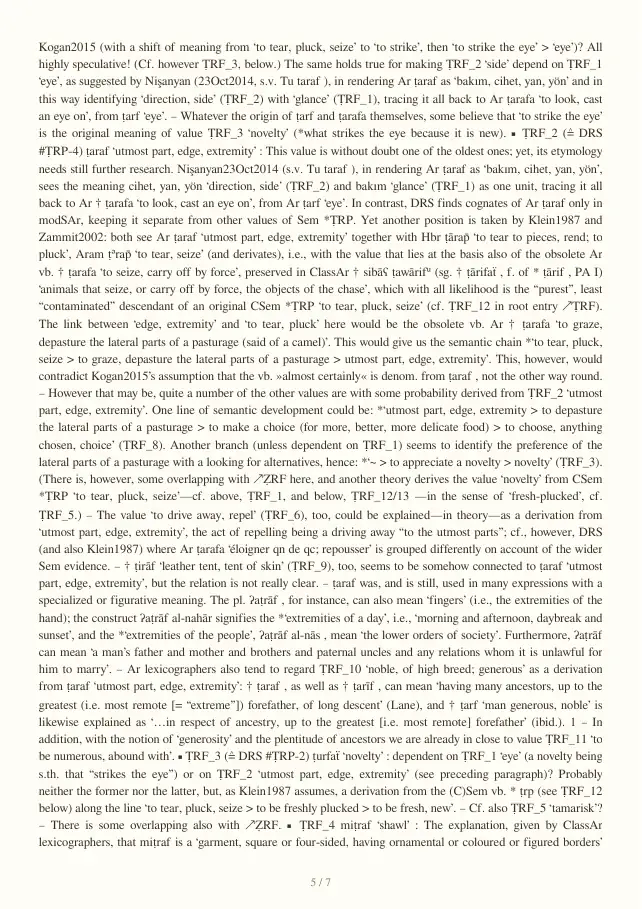 Kogan2015 (with a shift of meaning from ‘to tear, pluck, seize’ to ‘to strike’, then ‘to strike the eye’ > ‘eye’)? All
highly speculative! (Cf. however ṬRF_3, below.) The same holds true for making ṬRF_2 ‘side’ depend on ṬRF_1
‘eye’, as suggested by Nişanyan (23Oct2014, s.v. Tu taraf ), in rendering Ar ṭaraf as ‘bakım, cihet, yan, yön’ and in
this way identifying ‘direction, side’ (ṬRF_2) with ‘glance’ (ṬRF_1), tracing it all back to Ar ṭarafa ‘to look, cast
an eye on’, from ṭarf ‘eye’. – Whatever the origin of ṭarf and ṭarafa themselves, some believe that ‘to strike the eye’
is the original meaning of value ṬRF_3 ‘novelty’ (*what strikes the eye because it is new). ▪ ṬRF_2 (≙ DRS
#ṬRP-4) ṭaraf ‘utmost part, edge, extremity’ : This value is without doubt one of the oldest ones; yet, its etymology
needs still further research. Nişanyan23Oct2014 (s.v. Tu taraf ), in rendering Ar ṭaraf as ‘bakım, cihet, yan, yön’,
sees the meaning cihet, yan, yön ‘direction, side’ (ṬRF_2) and bakım ‘glance’ (ṬRF_1) as one unit, tracing it all
back to Ar † ṭarafa ‘to look, cast an eye on’, from Ar ṭarf ‘eye’. In contrast, DRS finds cognates of Ar ṭaraf only in
modSAr, keeping it separate from other values of Sem *ṬRP. Yet another position is taken by Klein1987 and
Zammit2002: both see Ar ṭaraf ‘utmost part, edge, extremity’ together with Hbr ṭārap̄ ‘to tear to pieces, rend; to
pluck’, Aram ṭᵊrap̄ ‘to tear, seize’ (and derivates), i.e., with the value that lies at the basis also of the obsolete Ar
vb. † ṭarafa ‘to seize, carry off by force’, preserved in ClassAr † sibāʕ ṭawārifᵘ (sg. † ṭārifaẗ , f. of * ṭārif , PA I)
‘animals that seize, or carry off by force, the objects of the chase’, which with all likelihood is the “purest”, least
“contaminated” descendant of an original CSem *ṬRP ‘to tear, pluck, seize’ (cf. ṬRF_12 in root entry ↗ṬRF).
The link between ‘edge, extremity’ and ‘to tear, pluck’ here would be the obsolete vb. Ar † ṭarafa ‘to graze,
depasture the lateral parts of a pasturage (said of a camel)’. This would give us the semantic chain *‘to tear, pluck,
seize > to graze, depasture the lateral parts of a pasturage > utmost part, edge, extremity’. This, however, would
contradict Kogan2015’s assumption that the vb. »almost certainly« is denom. from ṭaraf , not the other way round.
– However that may be, quite a number of the other values are with some probability derived from ṬRF_2 ‘utmost
part, edge, extremity’. One line of semantic development could be: *‘utmost part, edge, extremity > to depasture
the lateral parts of a pasturage > to make a choice (for more, better, more delicate food) > to choose, anything
chosen, choice’ (ṬRF_8). Another branch (unless dependent on ṬRF_1) seems to identify the preference of the
lateral parts of a pasturage with a looking for alternatives, hence: *‘~ > to appreciate a novelty > novelty’ (ṬRF_3).
(There is, however, some overlapping with ↗ẒRF here, and another theory derives the value ‘novelty’ from CSem
*ṬRP ‘to tear, pluck, seize’—cf. above, ṬRF_1, and below, ṬRF_12/13 —in the sense of ‘fresh-plucked’, cf.
ṬRF_5.) – The value ‘to drive away, repel’ (ṬRF_6), too, could be explained—in theory—as a derivation from
‘utmost part, edge, extremity’, the act of repelling being a driving away “to the utmost parts”; cf., however, DRS
(and also Klein1987) where Ar ṭarafa ‘éloigner qn de qc; repousser’ is grouped differently on account of the wider
Sem evidence. – † ṭirāf ‘leather tent, tent of skin’ (ṬRF_9), too, seems to be somehow connected to ṭaraf ‘utmost
part, edge, extremity’, but the relation is not really clear. – ṭaraf was, and is still, used in many expressions with a
specialized or figurative meaning. The pl. ʔaṭrāf , for instance, can also mean ‘fingers’ (i.e., the extremities of the
hand); the construct ʔaṭrāf al-nahār signifies the *‘extremities of a day’, i.e., ‘morning and afternoon, daybreak and
sunset’, and the *‘extremities of the people’, ʔaṭrāf al-nās , mean ‘the lower orders of society’. Furthermore, ʔaṭrāf
can mean ‘a man’s father and mother and brothers and paternal uncles and any relations whom it is unlawful for
him to marry’. – Ar lexicographers also tend to regard ṬRF_10 ‘noble, of high breed; generous’ as a derivation
from ṭaraf ‘utmost part, edge, extremity’: † ṭaraf , as well as † ṭarīf , can mean ‘having many ancestors, up to the
greatest (i.e. most remote [= “extreme”]) forefather, of long descent’ (Lane), and † ṭarf ‘man generous, noble’ is
likewise explained as ‘…in respect of ancestry, up to the greatest [i.e. most remote] forefather’ (ibid.). 1 – In
addition, with the notion of ‘generosity’ and the plentitude of ancestors we are already in close to value ṬRF_11 ‘to
be numerous, abound with’. ▪ ṬRF_3 (≙ DRS #ṬRP-2) ṭurfaẗ ‘novelty’ : dependent on ṬRF_1 ‘eye’ (a novelty being
s.th. that “strikes the eye”) or on ṬRF_2 ‘utmost part, edge, extremity’ (see preceding paragraph)? Probably
neither the former nor the latter, but, as Klein1987 assumes, a derivation from the (C)Sem vb. * ṭrp (see ṬRF_12
below) along the line ‘to tear, pluck, seize > to be freshly plucked > to be fresh, new’. – Cf. also ṬRF_5 ‘tamarisk’?
– There is some overlapping also with ↗ẒRF. ▪ ṬRF_4 miṭraf ‘shawl’ : The explanation, given by ClassAr
lexicographers, that miṭraf is a ‘garment, square or four-sided, having ornamental or coloured or figured borders’
5 / 7